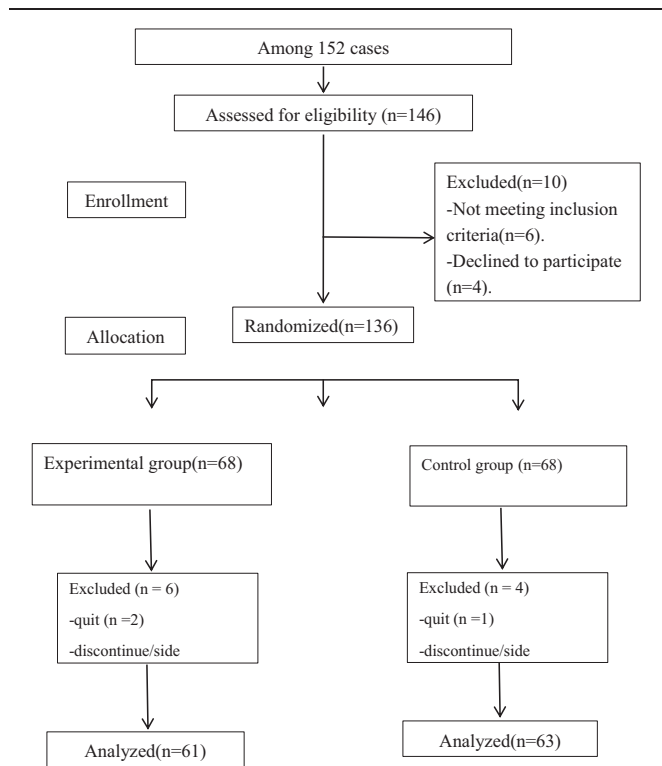 Among 152 cases
Assessed for eligibility (n=146)
Enrollment
Excluded(n=10)
-Not meeting inclusion
criteria(n=6).
-Declined to participate
(n=4).
Randomized(n=136)
Allocation
Experimental group(n=68)
Control group (n=68)
Excluded (n = 6)
-quit (n =2)
-discontinue/side
Excluded (n = 4)
-quit (n =1)
-discontinue/side
Analyzed(n=61)
Analyzed(n=63)